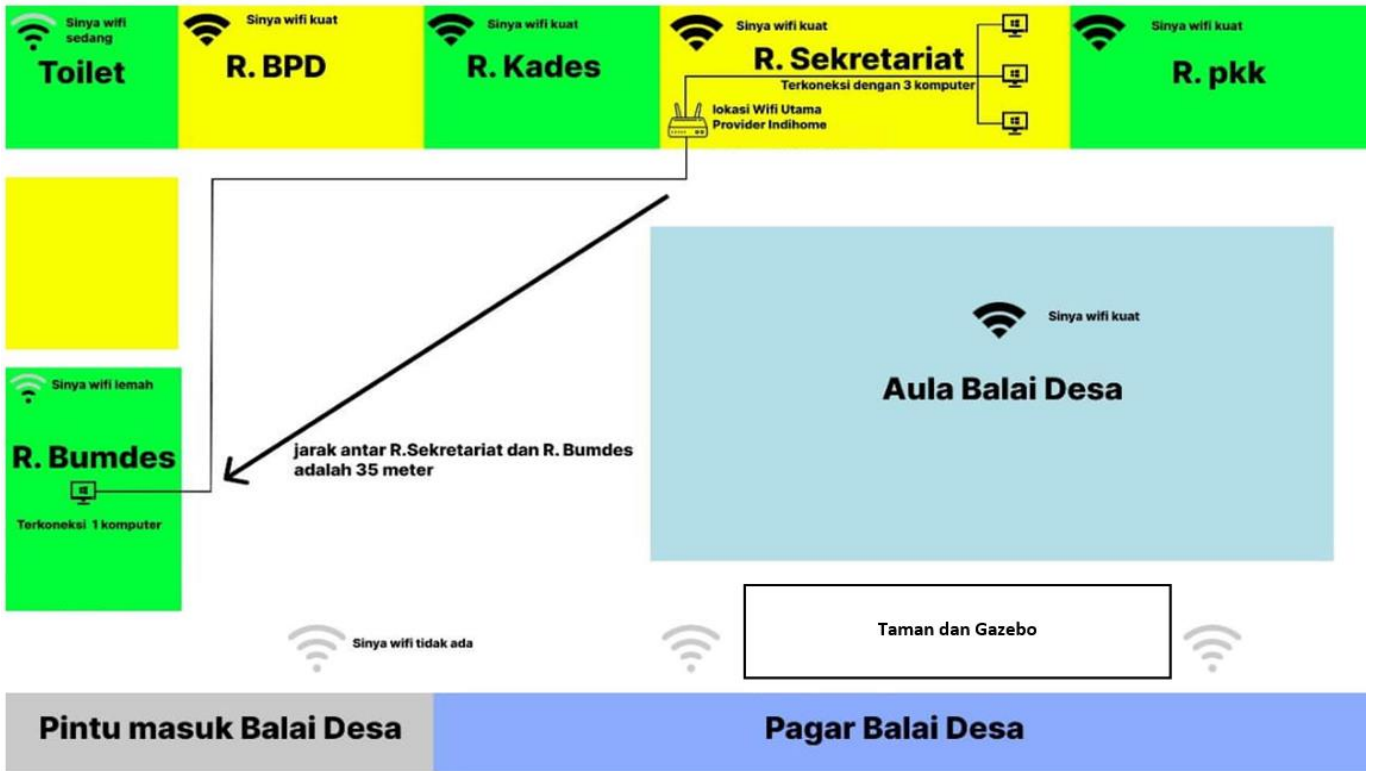 Sinya wifi
sedang
Toilet
Sinya wifi kuat
R. BPD
Sinya wifi kuat
R. Kades
Sinya wifi kuat
R. Sekretariat
Terkoneksi dengan 3 komputer
lokasi Wifi Utama
Provider Indihome
Sinya wifi kuat
R. pkk
Sinya wifi kuat
Aula Balai Desa
Sinya wifi lemah
R. Bumdes
Terkoneksi 1 komputer
jarak antar R.Sekretariat dan R. Bumdes
adalah 35 meter
Sinya wifi tidak ada
Taman dan Gazebo
Pintu masuk Balai Desa
Pagar Balai Desa